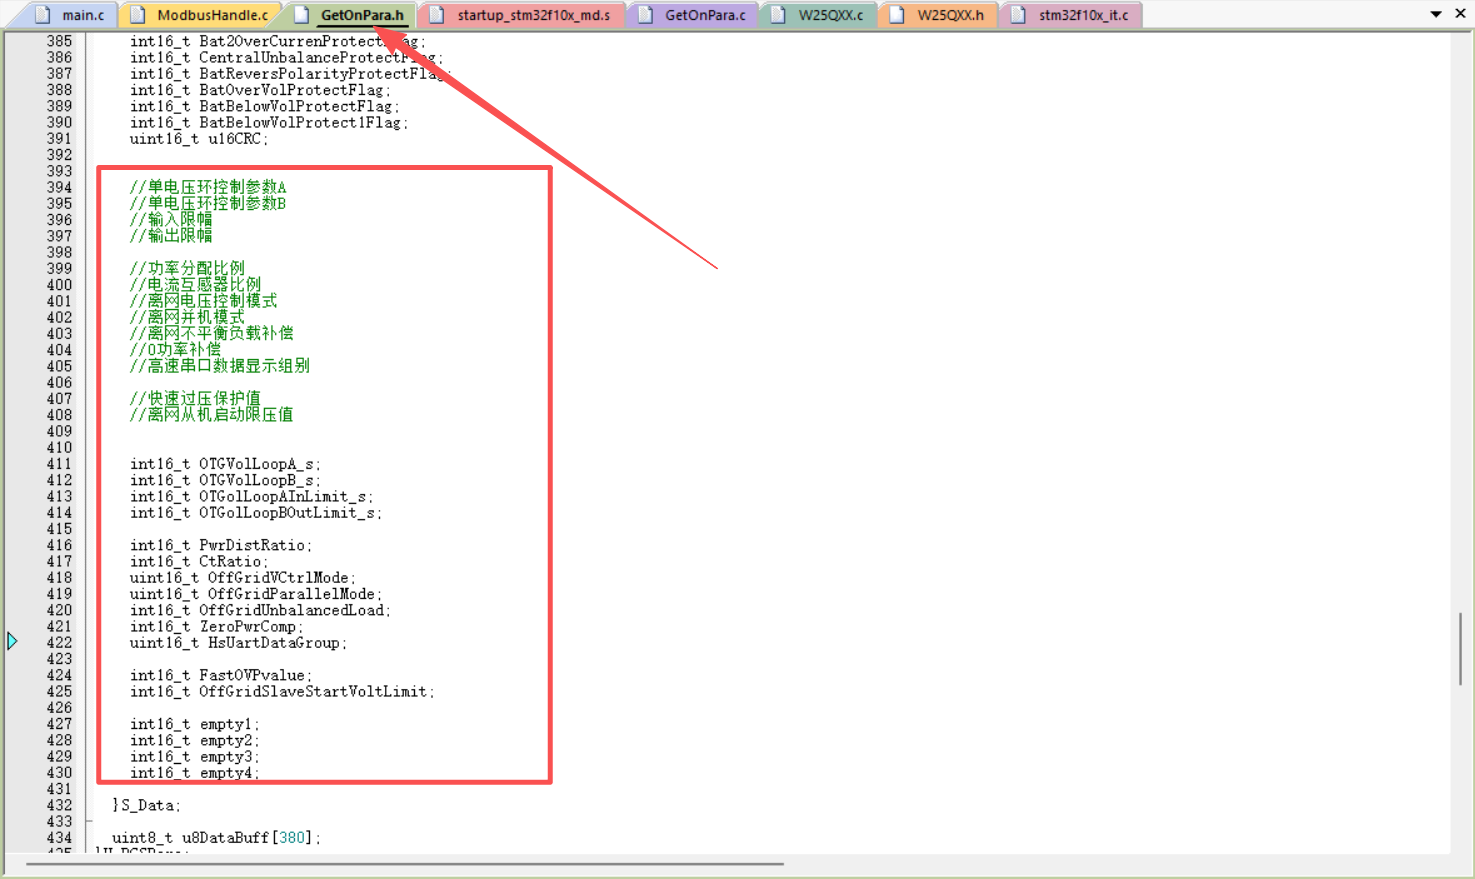 main.c ModbusHandle.c GetOnPara.h startup_stm32f10x_md.s GetOnPara.c W25QXX.c W25QXX.h stm32f10x_it.c
385 int16_t Bat2OverCurrenProtectFlag;
386 int16_t CentralUnbalanceProtectFlag;
387 int16_t BatReversPolarityProtectFlag;
388 int16_t BatOverVolProtectFlag;
389 int16_t BatBelowVolProtectFlag;
390 int16_t BatBelowVolProtect1Flag;
391 uint16_t u16CRC;
392
393
394 //单电压环控制参数A
395 //单电压环控制参数B
396 //输入限幅
397 //输出限幅
398
399 //功率分配比例
400 //电流互感器比例
401 //离网电压控制模式
402 //离网并机模式
403 //离网不平衡负载补偿
404 //0功率补偿
405 //高速串口数据显示组别
406
407 //快速过压保护值
408 //离网从机启动限压值
409
410
411 int16_t OTGVolLoopA_s;
412 int16_t OTGVolLoopB_s;
413 int16_t OTGolLoopAInLimit_s;
414 int16_t OTGolLoopBOutLimit_s;
415
416 int16_t PwrDistRatio;
417 int16_t CtRatio;
418 uint16_t OffGridVCtrlMode;
419 uint16_t OffGridParallelMode;
420 int16_t OffGridUnbalancedLoad;
421 int16_t ZeroPwrComp;
422 uint16_t HsUartDataGroup;
423
424 int16_t FastOVPvalue;
425 int16_t OffGridSlaveStartVoltLimit;
426
427 int16_t empty1;
428 int16_t empty2;
429 int16_t empty3;
430 int16_t empty4;
431
432 }S_Data;
433
434 uint8_t u8DataBuff[380];